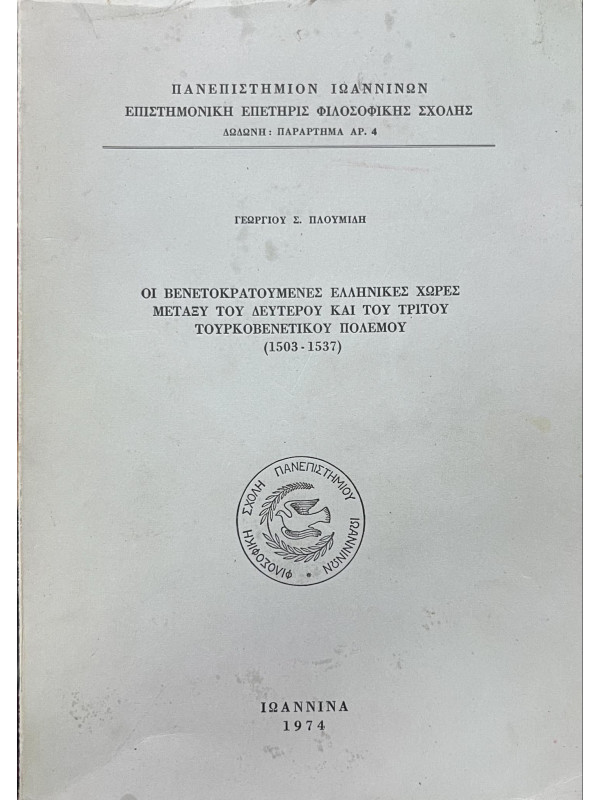 ΠΑΝΕΠΙΣΤΗΜΙΟΝ ΙΩΑΝΝΙΝΩΝ
ΕΠΙΣΤΗΜΟΝΙΚΗ ΕΠΕΤΗΡΙΣ ΦΙΛΟΣΟΦΙΚΗΣ ΣΧΟΛΗΣ
ΔΩΔΩΝΗ: ΠΑΡΑΡΤΗΜΑ ΑΡ. 4
ΓΕΩΡΓΙΟΥ Σ. ΠΛΟΥΜΙΔΗ
ΟΙ ΒΕΝΕΤΟΚΡΑΤΟΥΜΕΝΕΣ ΕΛΛΗΝΙΚΕΣ ΧΩΡΕΣ
ΜΕΤΑΞΥ ΤΟΥ ΔΕΥΤΕΡΟΥ ΚΑΙ ΤΟΥ ΤΡΙΤΟΥ
ΤΟΥΡΚΟΒΕΝΕΤΙΚΟΥ ΠΟΛΕΜΟΥ
(1503-1537)
ΦΙΛΟΣΟΦΙΚΗ ΣΧΟΛΗ ΠΑΝΕΠΙΣΤΗΜΙΟΥ ΙΩΑΝΝΙΝΩΝ
ΙΩΑΝΝΙΝΑ
1974